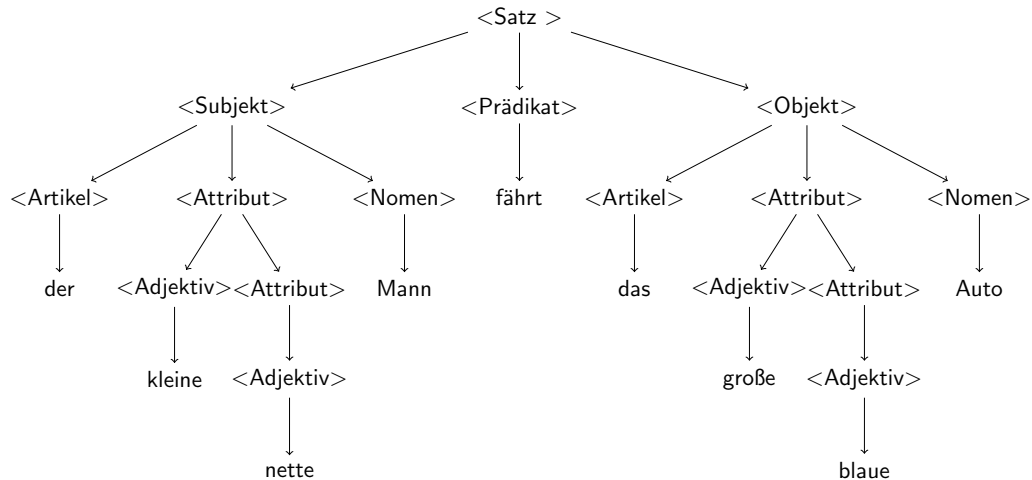 <Satz >
<Subjekt> <Prädikat> <Objekt>
<Artikel> <Attribut> <Nomen> fährt <Artikel> <Attribut> <Nomen>
der <Adjektiv> <Attribut> Mann das <Adjektiv> <Attribut> Auto
kleine <Adjektiv> große <Adjektiv>
nette blaue